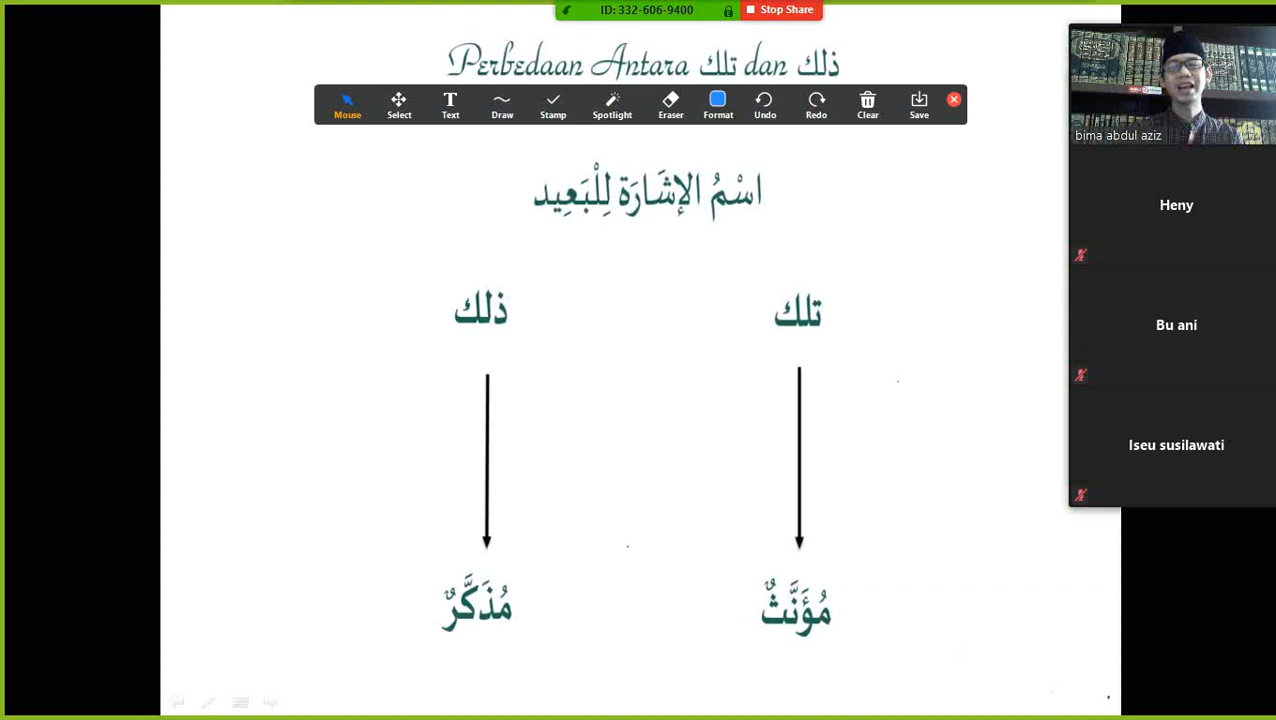 ID: 332-606-9400 Stop Share
Perbedaan Antara تلك dan ذلك
Mouse Select Text Draw Stamp Spotlight Eraser Format Undo Redo Clear Save
اسْمُ الإشَارَة لِلْبَعِيد
ذلك تلك
مُذَكَّرٌ مُؤَنَّثٌ
bima abdul aziz
Heny
Bu ani
Iseu susilawati